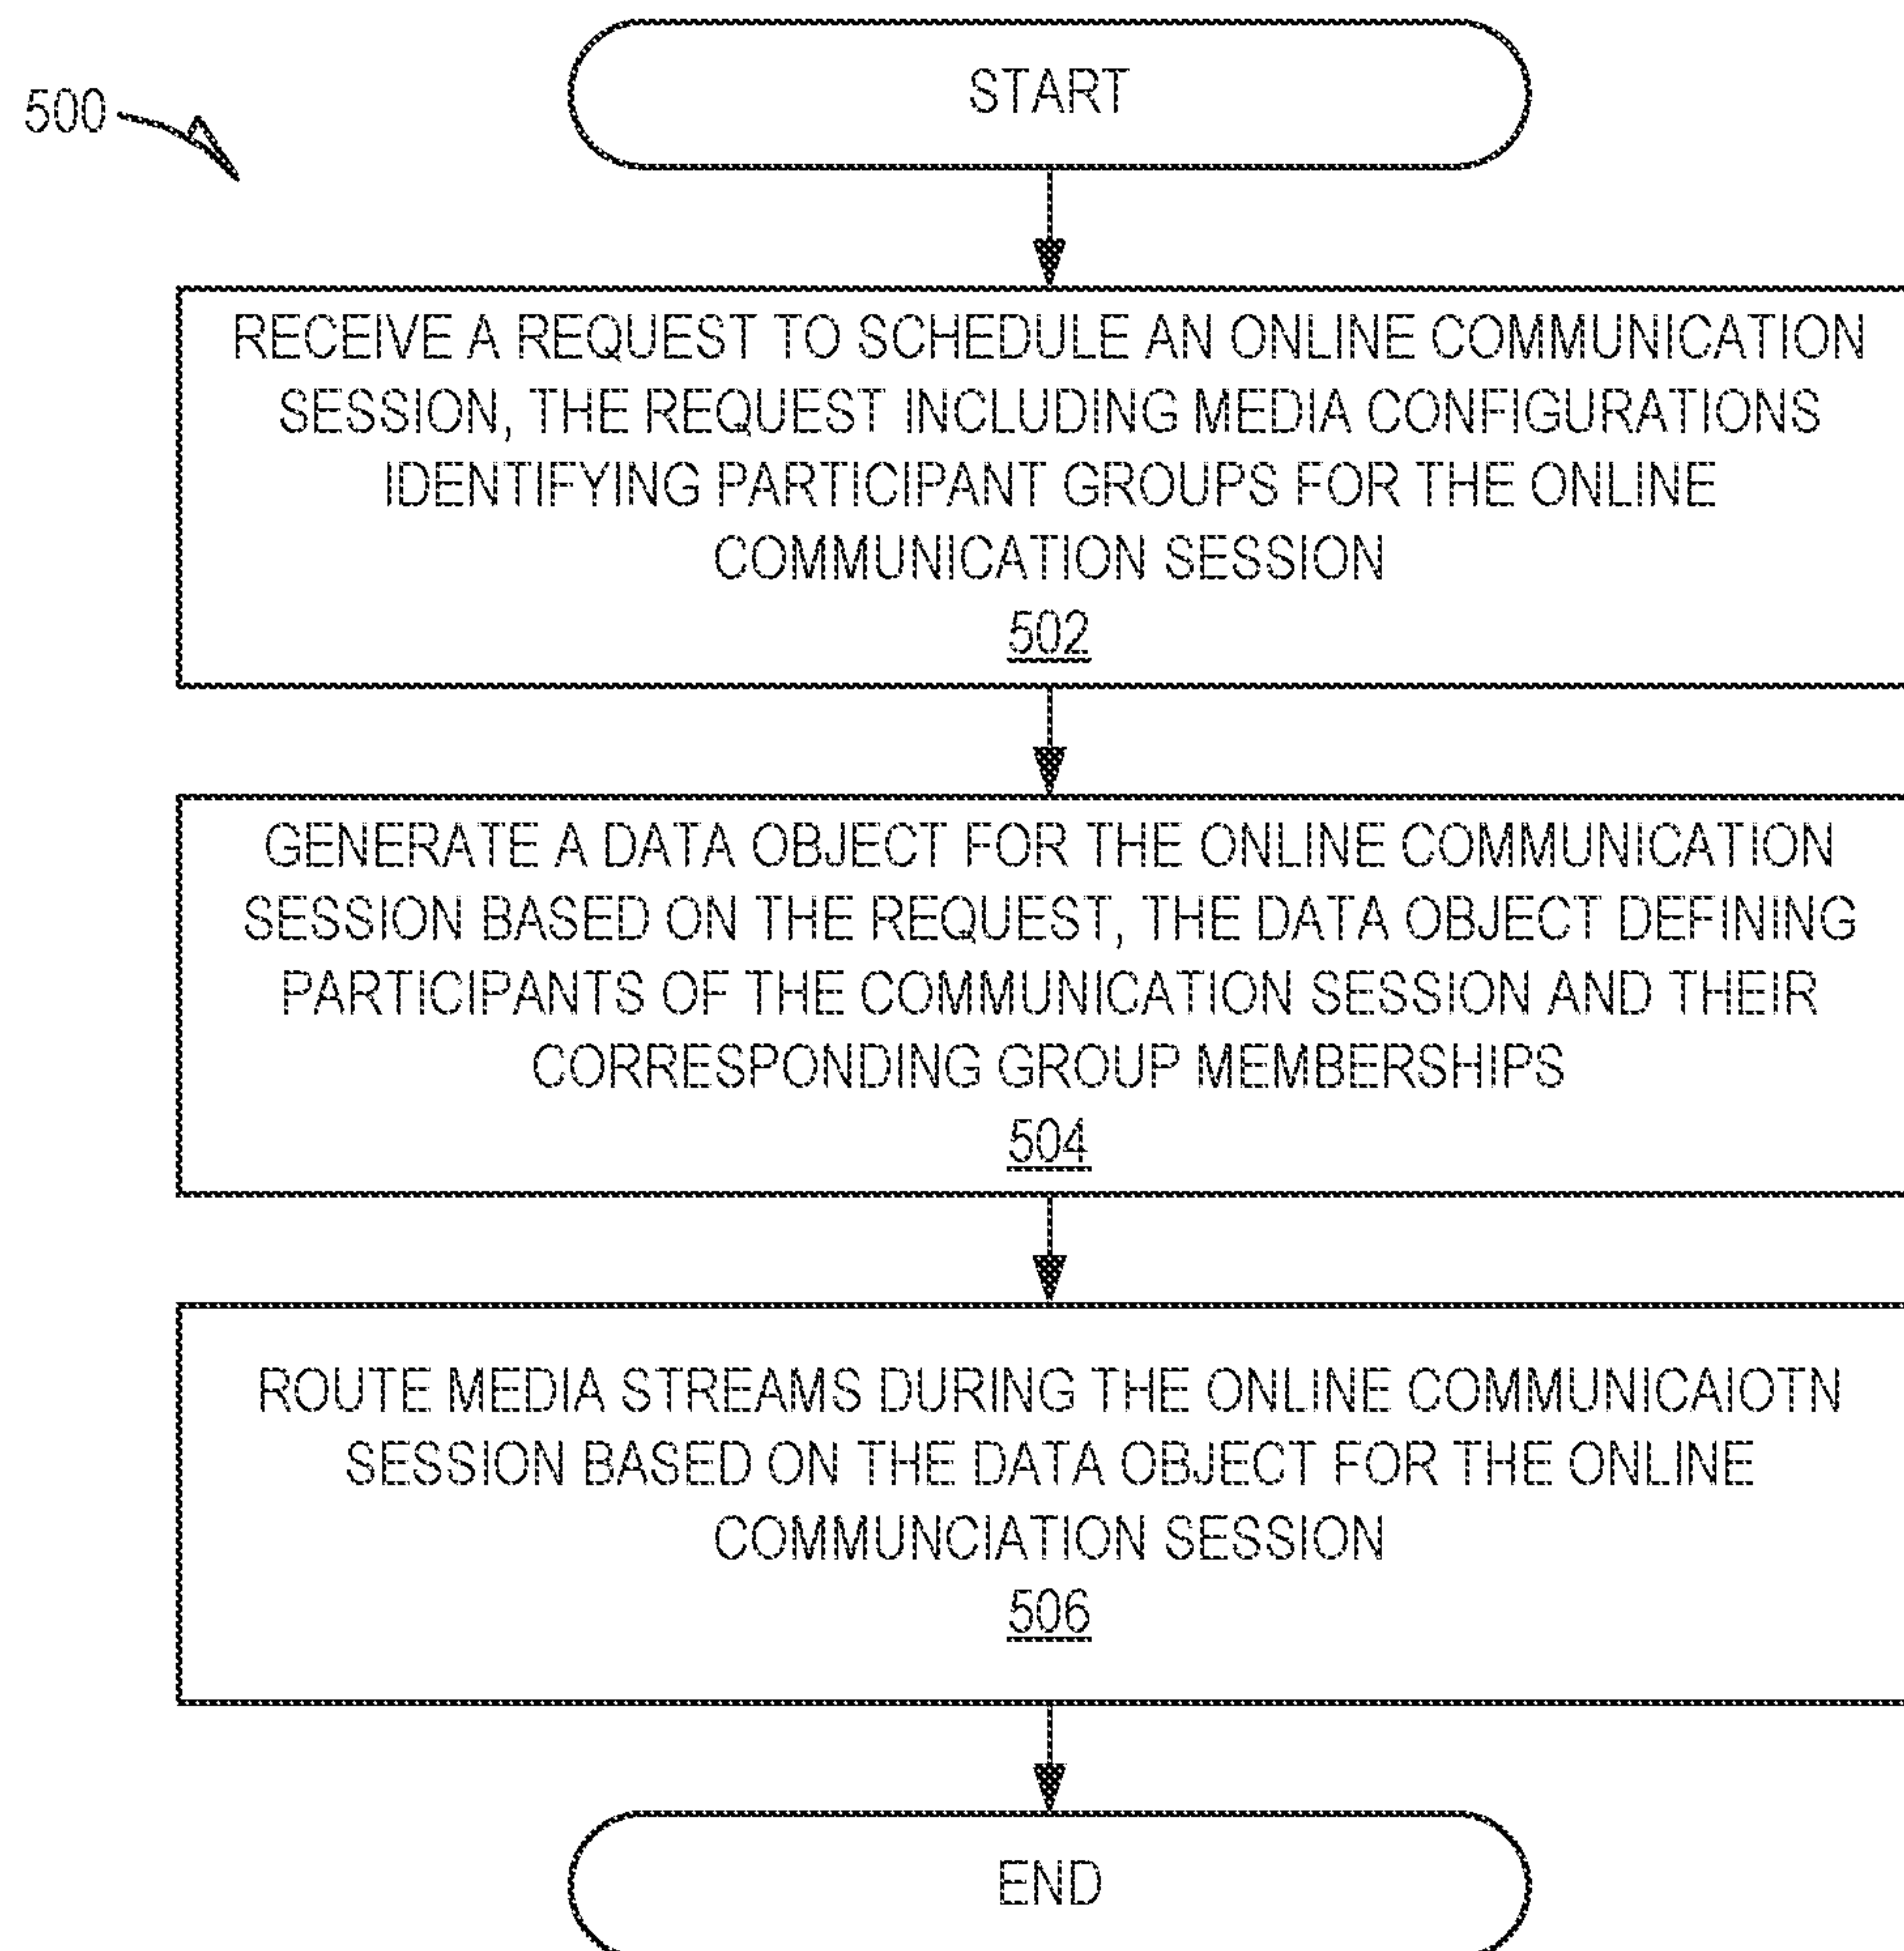 START
500
RECEIVE A REQUEST TO SCHEDULE AN ONLINE COMMUNICATION
SESSION, THE REQUEST INCLUDING MEDIA CONFIGURATIONS
IDENTIFYING PARTICIPANT GROUPS FOR THE ONLINE
COMMUNICATION SESSION
502
GENERATE A DATA OBJECT FOR THE ONLINE COMMUNICATION
SESSION BASED ON THE REQUEST, THE DATA OBJECT DEFINING
PARTICIPANTS OF THE COMMUNICATION SESSION AND THEIR
CORRESPONDING GROUP MEMBERSHIPS
504
ROUTE MEDIA STREAMS DURING THE ONLINE COMMUNICAIOTN
SESSION BASED ON THE DATA OBJECT FOR THE ONLINE
COMMUNCIATION SESSION
506
END